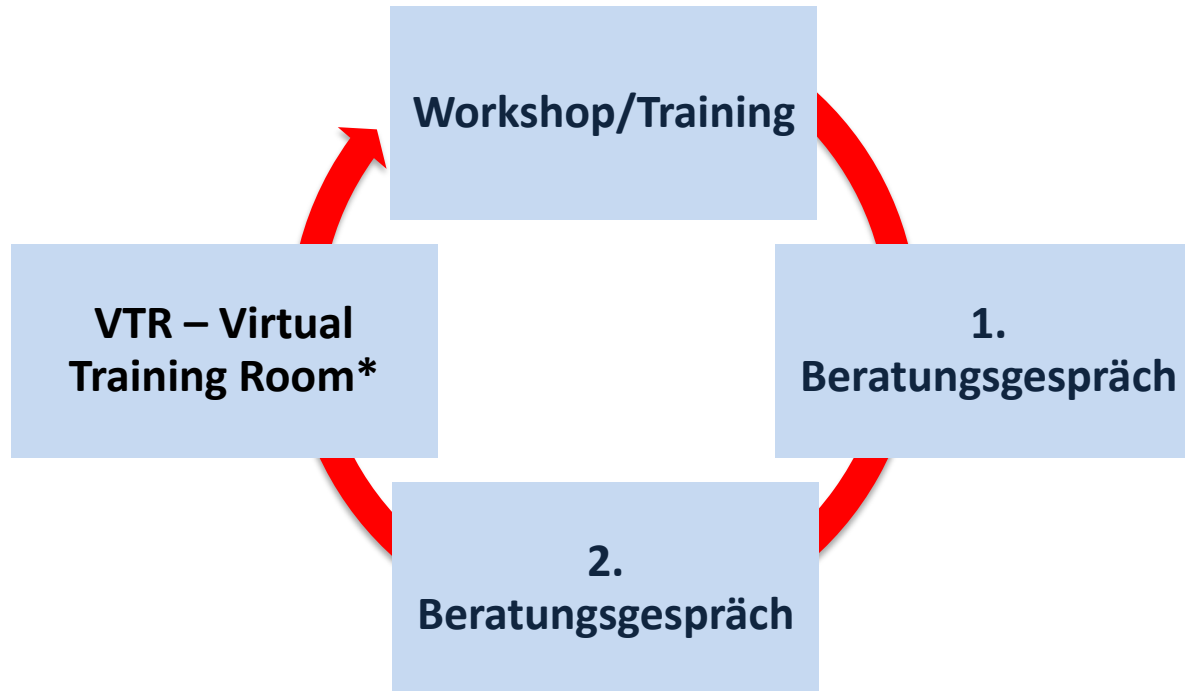 Workshop/Training
VTR – Virtual
Training Room*
1.
Beratungsgespräch
2.
Beratungsgespräch